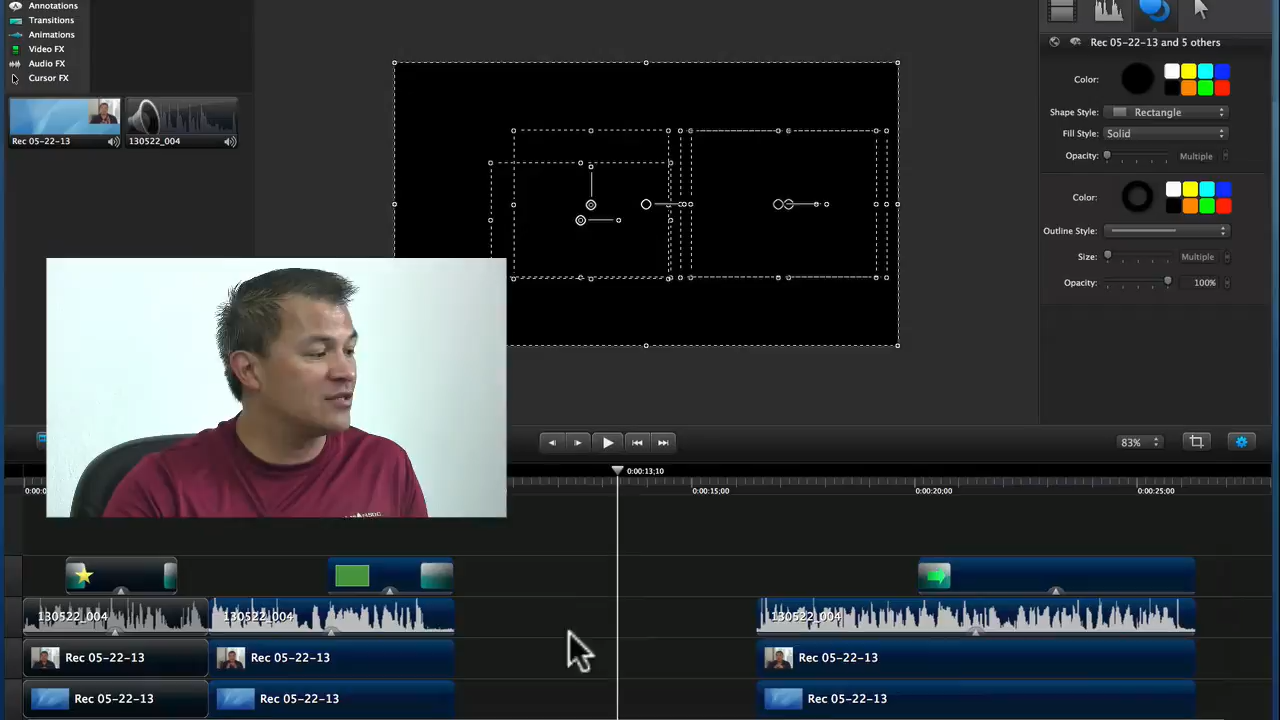 Annotations
Transitions
Animations
Video FX
Audio FX
Cursor FX
Rec 05-22-13
130522_004
Rec 05-22-13 and 5 others
Color:
Shape Style: Rectangle
Fill Style: Solid
Opacity: Multiple
Color:
Outline Style:
Size: Multiple
Opacity: 100%
83%
0:00:13;10
0:00:15;00
0:00:20;00
0:00:25;00
130522_004
130522_004
130522_004
Rec 05-22-13
Rec 05-22-13
Rec 05-22-13
Rec 05-22-13
Rec 05-22-13
Rec 05-22-13